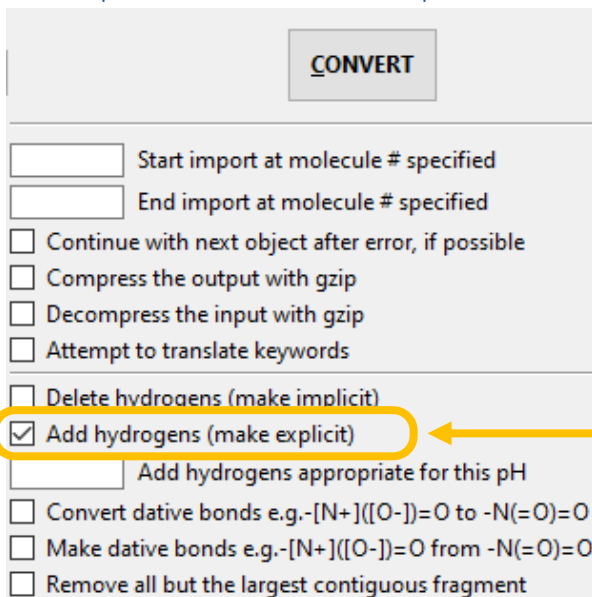 CONVERT
Start import at molecule # specified
End import at molecule # specified
Continue with next object after error, if possible
Compress the output with gzip
Decompress the input with gzip
Attempt to translate keywords
Delete hydrogens (make implicit)
Add hydrogens (make explicit)
Add hydrogens appropriate for this pH
Convert dative bonds e.g.-[N+]([O-])=O to -N(=O)=O
Make dative bonds e.g.-[N+]([O-])=O from -N(=O)=O
Remove all but the largest contiguous fragment